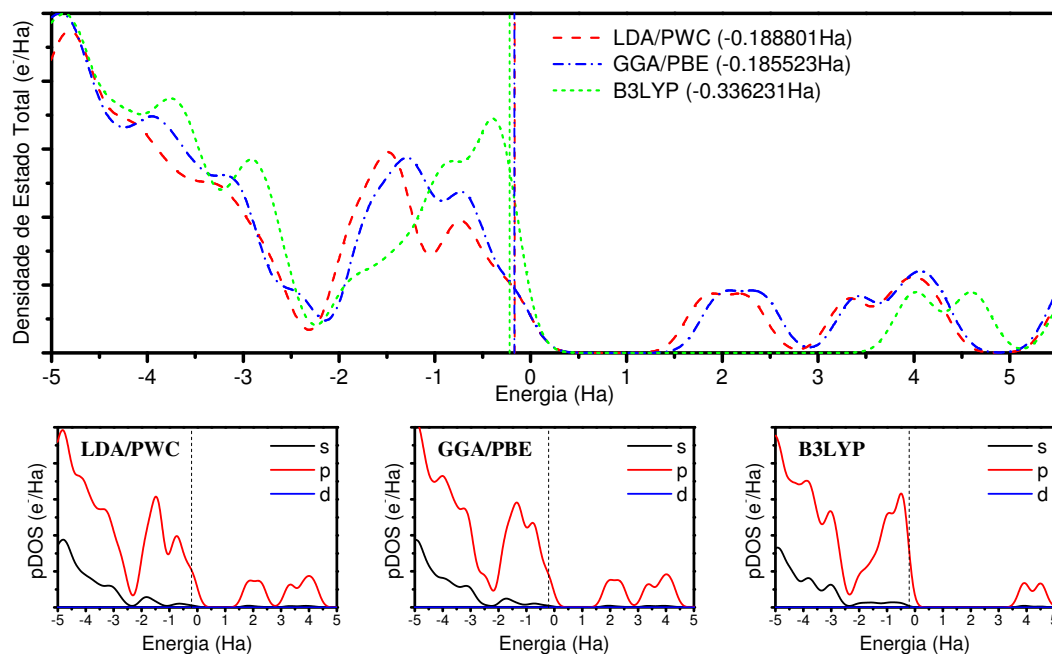 Densidade de Estado Total (e⁻/Ha)
LDA/PWC (-0.188801Ha)
GGA/PBE (-0.185523Ha)
B3LYP (-0.336231Ha)
-5 -4 -3 -2 -1 0 1 2 3 4 5
Energia (Ha)
pDOS (e⁻/Ha)
LDA/PWC
s
p
d
-5 -4 -3 -2 -1 0 1 2 3 4 5
Energia (Ha)
pDOS (e⁻/Ha)
GGA/PBE
s
p
d
-5 -4 -3 -2 -1 0 1 2 3 4 5
Energia (Ha)
pDOS (e⁻/Ha)
B3LYP
s
p
d
-5 -4 -3 -2 -1 0 1 2 3 4 5
Energia (Ha)